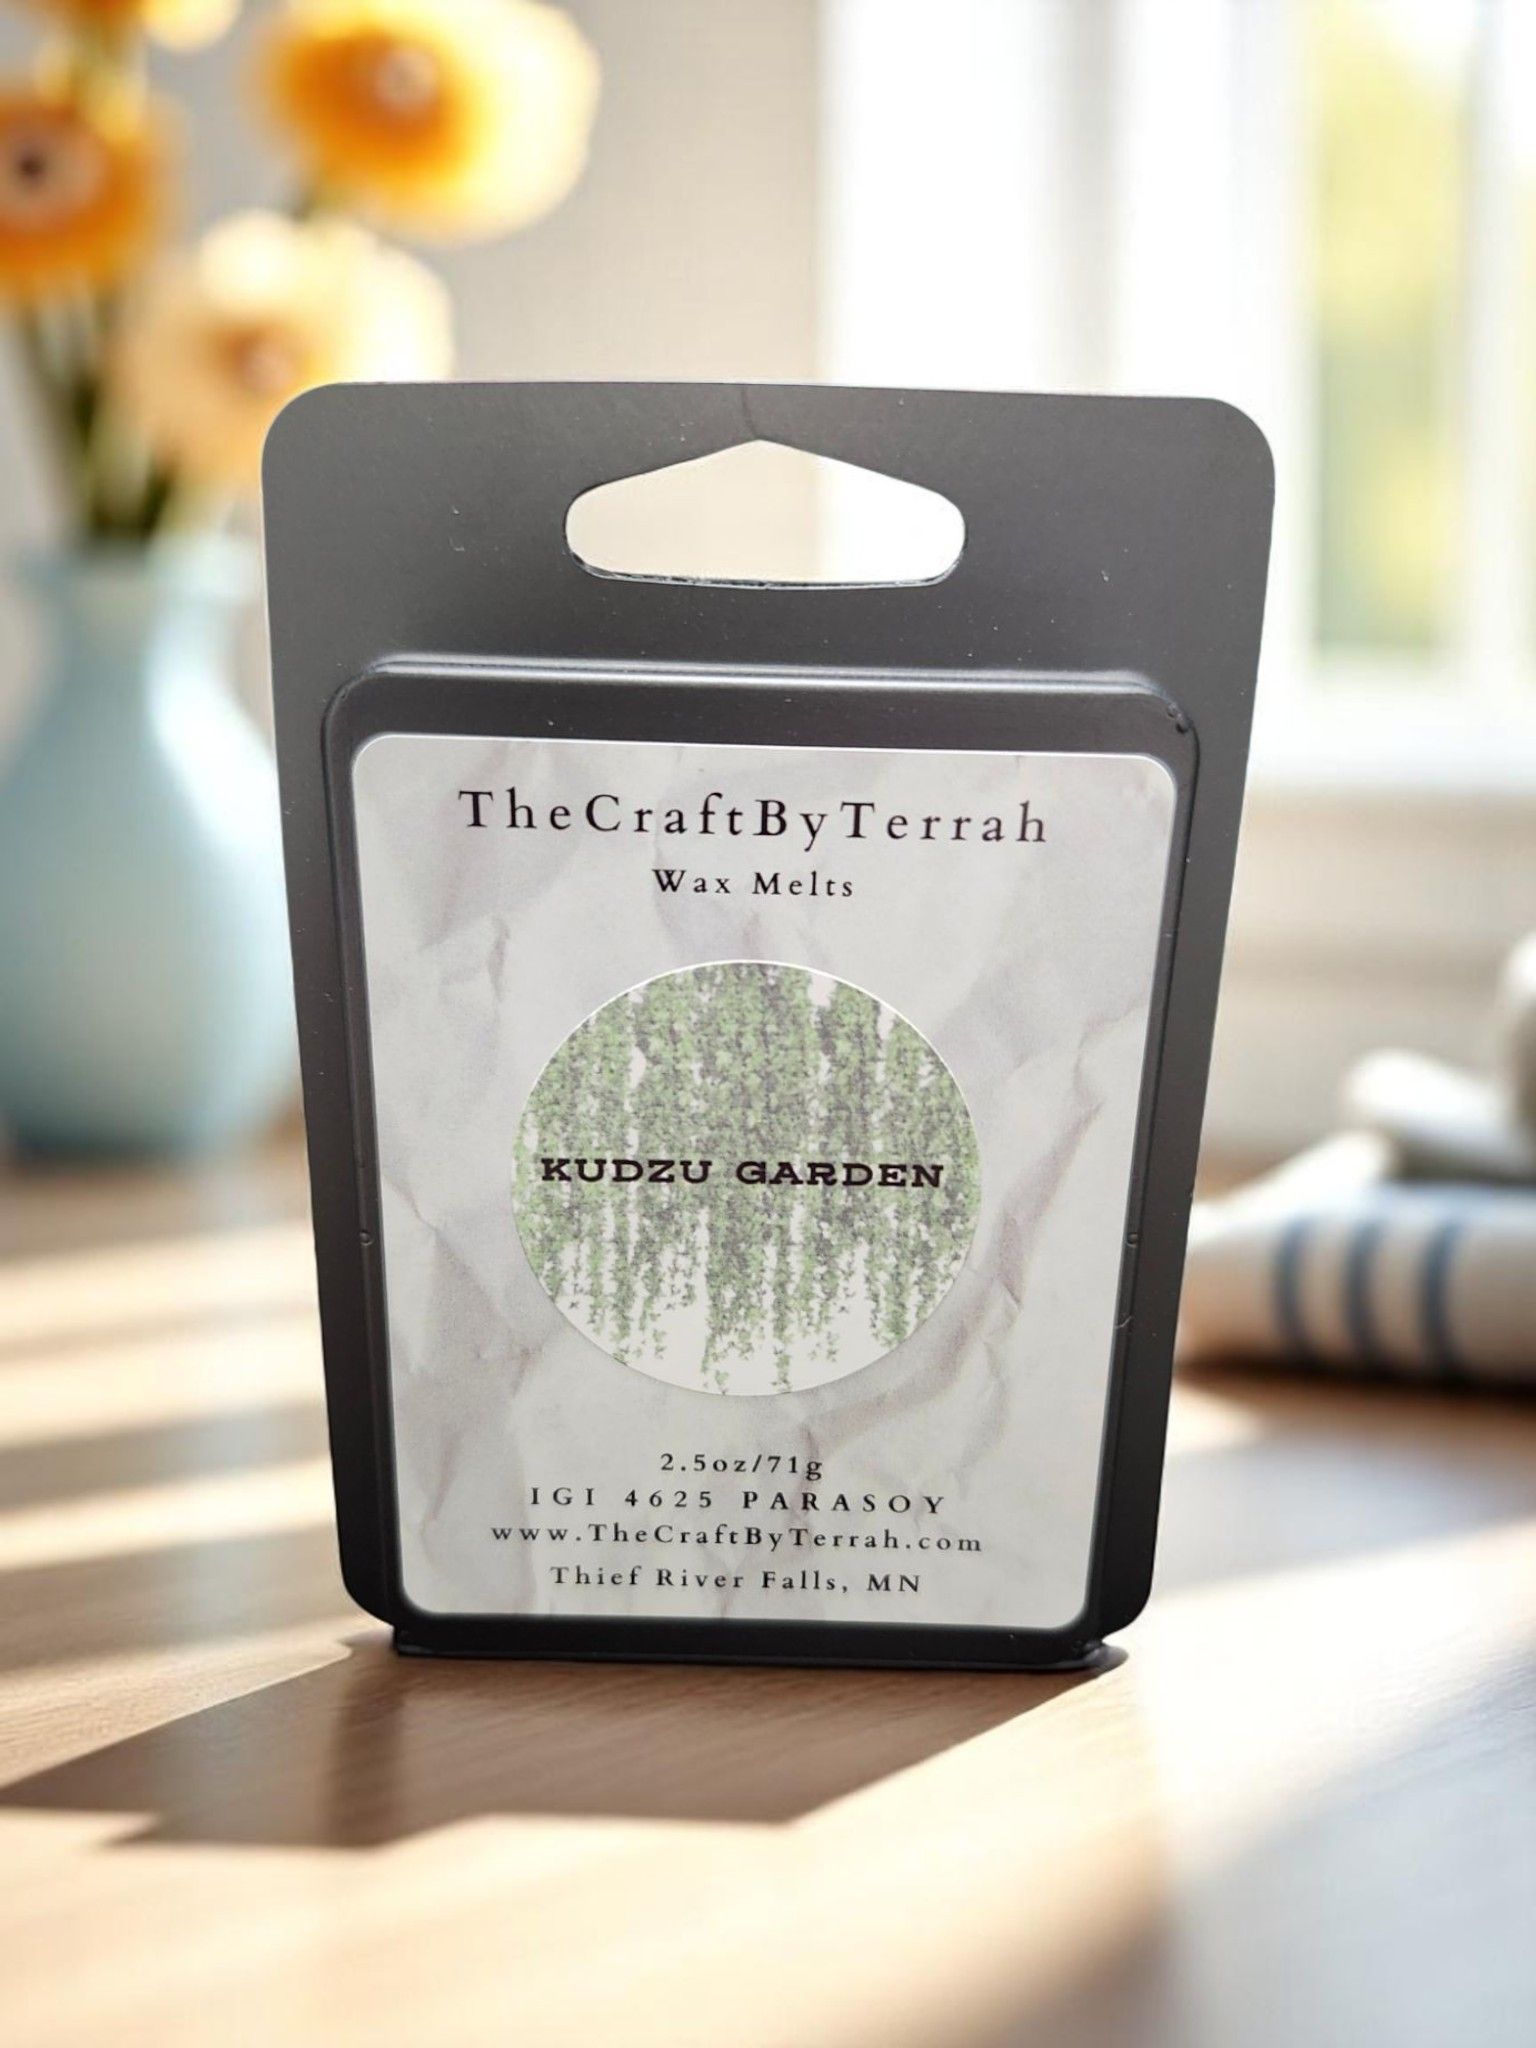 TheCraftByTerrah
Wax Melts
KUDZU GARDEN
2.5oz/71g
IGI 4625 PARASOY
www.TheCraftByTerrah.com
Thief River Falls, MN